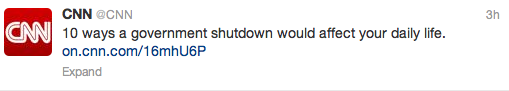 CNN
CNN @CNN 3h
10 ways a government shutdown would affect your daily life.
on.cnn.com/16mhU6P
Expand